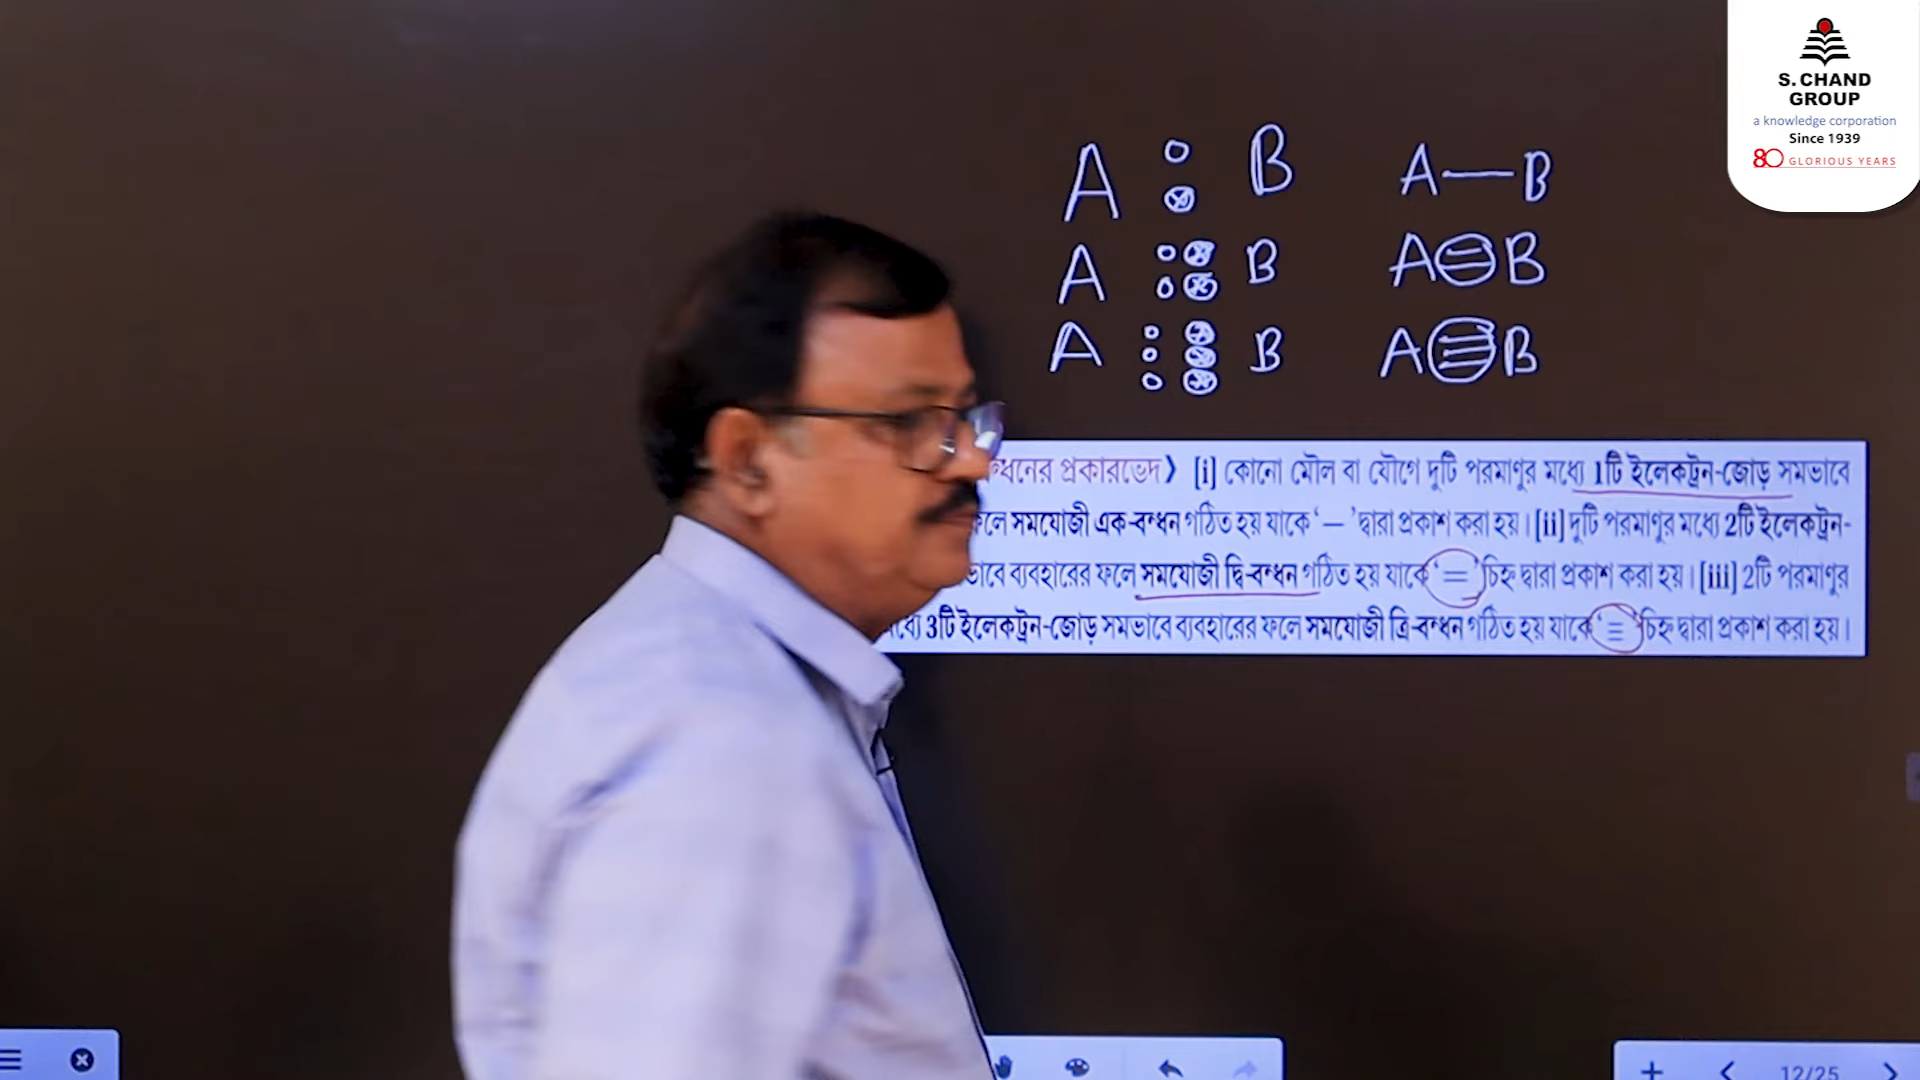 S. CHAND
GROUP
a knowledge corporation
Since 1939
80 GLORIOUS YEARS
A B A — B
A B A = B
A B A ≡ B
প্রকারভেদ》 [i] কোনো মৌল বা যৌগে দুটি পরমাণুর মধ্যে 1টি ইলেকট্রন-জোড় সমভাবে
সমযোজী এক-বন্ধন গঠিত হয় যাকে ‘—’ দ্বারা প্রকাশ করা হয়। [ii] দুটি পরমাণুর মধ্যে 2টি ইলেকট্রন-
ব্যবহারের ফলে সমযোজী দ্বি-বন্ধন গঠিত হয় যাকে ‘=’ চিহ্ন দ্বারা প্রকাশ করা হয়। [iii] 2টি পরমাণুর
3টি ইলেকট্রন-জোড় সমভাবে ব্যবহারের ফলে সমযোজী ত্রি-বন্ধন গঠিত হয় যাকে ‘≡’ চিহ্ন দ্বারা প্রকাশ করা হয়।
12/25